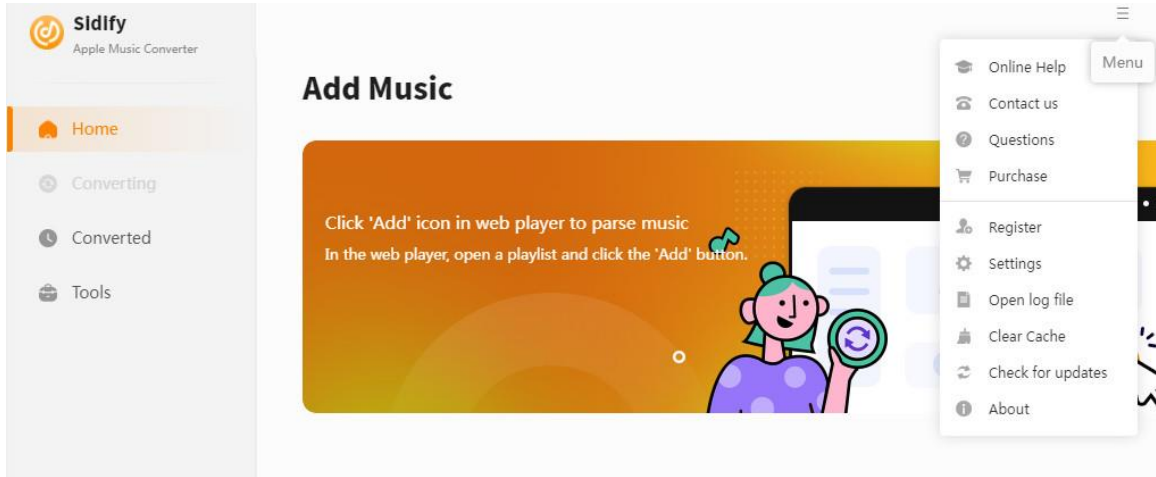 Sidify
Apple Music Converter
Home
Converting
Converted
Tools
Add Music
Click 'Add' icon in web player to parse music
In the web player, open a playlist and click the 'Add' button.
Menu
Online Help
Contact us
Questions
Purchase
Register
Settings
Open log file
Clear Cache
Check for updates
About